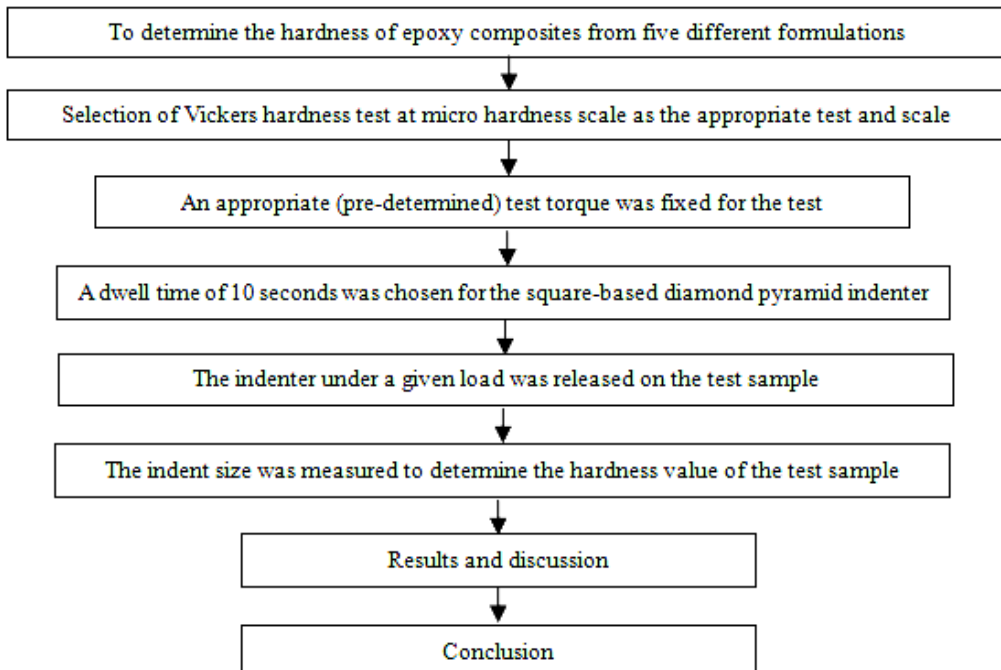 To determine the hardness of epoxy composites from five different formulations
Selection of Vickers hardness test at micro hardness scale as the appropriate test and scale
An appropriate (pre-determined) test torque was fixed for the test
A dwell time of 10 seconds was chosen for the square-based diamond pyramid indenter
The indenter under a given load was released on the test sample
The indent size was measured to determine the hardness value of the test sample
Results and discussion
Conclusion